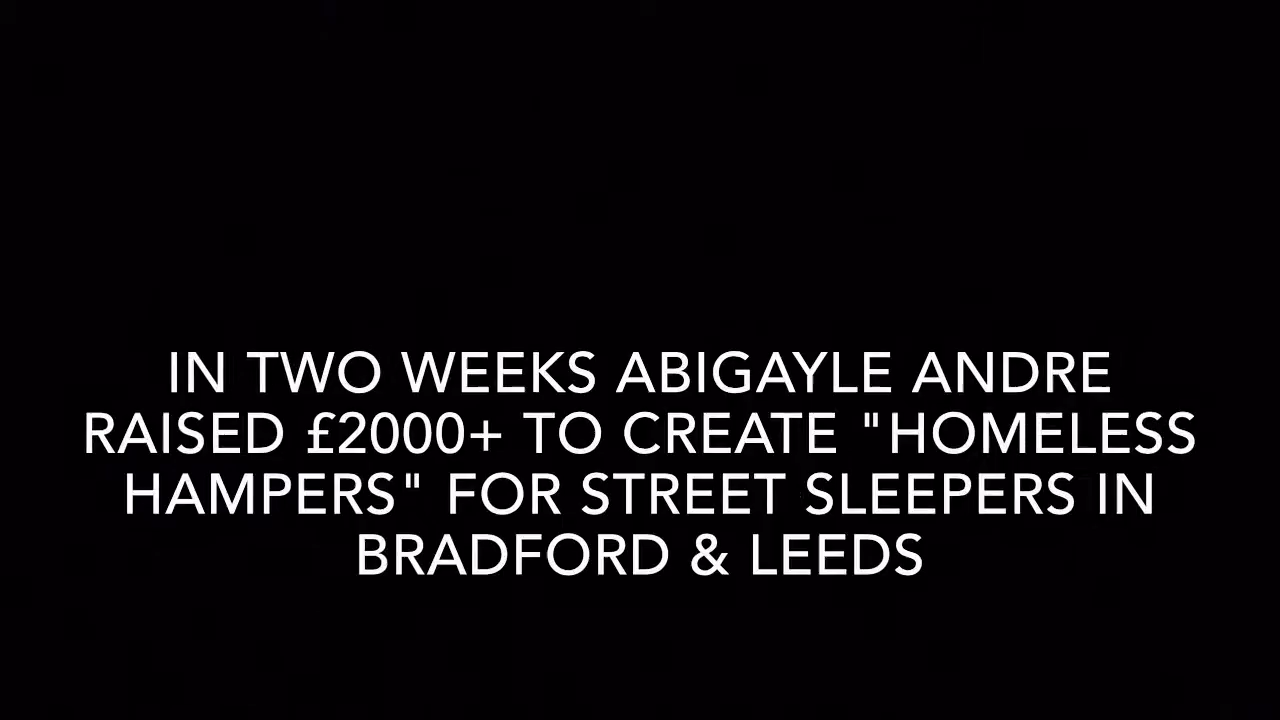 IN TWO WEEKS ABIGAYLE ANDRE
RAISED £2000+ TO CREATE "HOMELESS
HAMPERS" FOR STREET SLEEPERS IN
BRADFORD & LEEDS